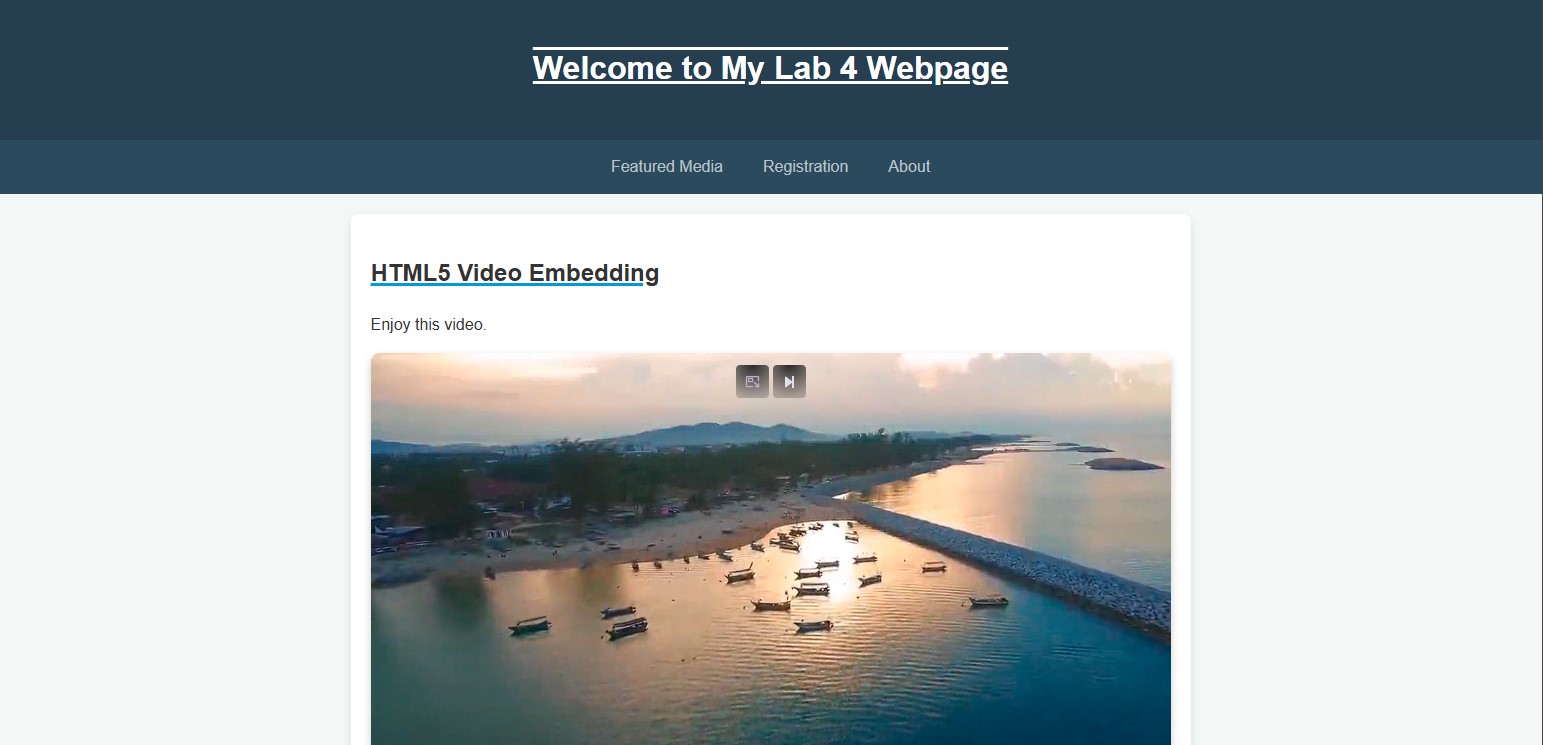 Welcome to My Lab 4 Webpage
Featured Media Registration About
HTML5 Video Embedding
Enjoy this video.